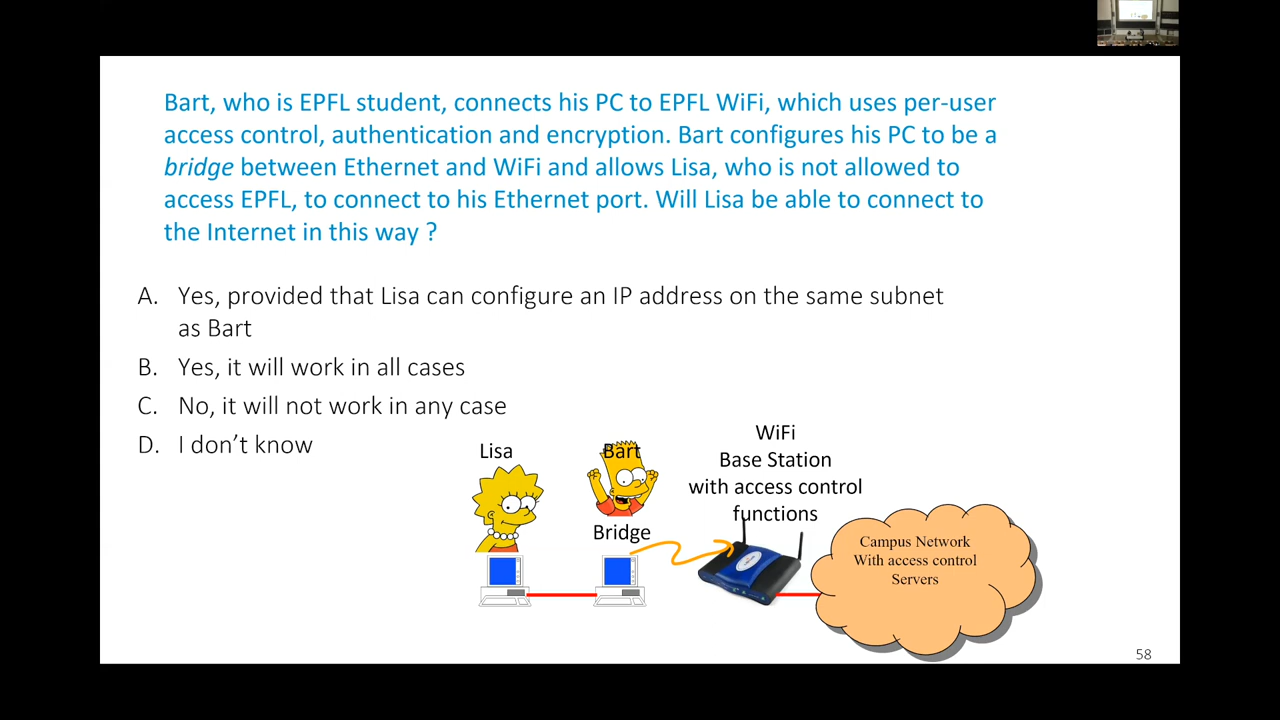 Bart, who is EPFL student, connects his PC to EPFL WiFi, which uses per-user
access control, authentication and encryption. Bart configures his PC to be a
bridge between Ethernet and WiFi and allows Lisa, who is not allowed to
access EPFL, to connect to his Ethernet port. Will Lisa be able to connect to
the Internet in this way ?
A. Yes, provided that Lisa can configure an IP address on the same subnet
as Bart
B. Yes, it will work in all cases
C. No, it will not work in any case
D. I don’t know
Lisa
Bart
Bridge
WiFi
Base Station
with access control
functions
Campus Network
With access control
Servers
58